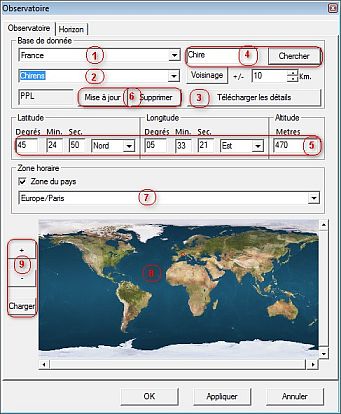 Observatoire
Observatoire Horizon
Base de donnée
France 1 Chire 4 Chercher
Chirens 2 Voisinage +/- 10 Km.
PPL Mise à jour 6 Supprimer 3 Télécharger les détails
Latitude Longitude Altitude
Degrés Min. Sec. Degrés Min. Sec. Metres
45 24 50 Nord 05 33 21 Est 470 5
Zone horaire
Zone du pays
Europe/Paris 7
+
9
-
Charger
8
OK Appliquer Annuler